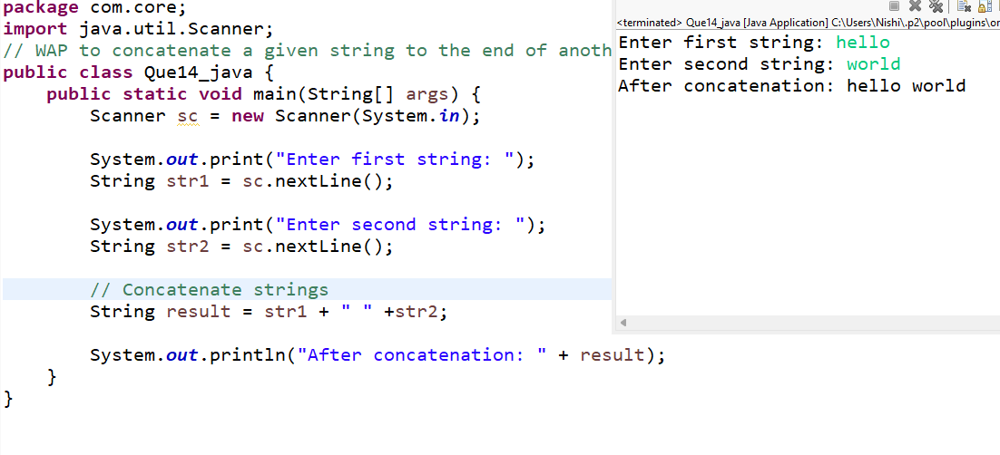 package com.core;
import java.util.Scanner;
// WAP to concatenate a given string to the end of anoth
public class Que14_java {
    public static void main(String[] args) {
        Scanner sc = new Scanner(System.in);
        System.out.print("Enter first string: ");
        String str1 = sc.nextLine();
        System.out.print("Enter second string: ");
        String str2 = sc.nextLine();
        // Concatenate strings
        String result = str1 + " " +str2;
        System.out.println("After concatenation: " + result);
    }
}
<terminated> Que14_java [Java Application] C:\Users\Nishi\.p2\pool\plugins\or
Enter first string: hello
Enter second string: world
After concatenation: hello world